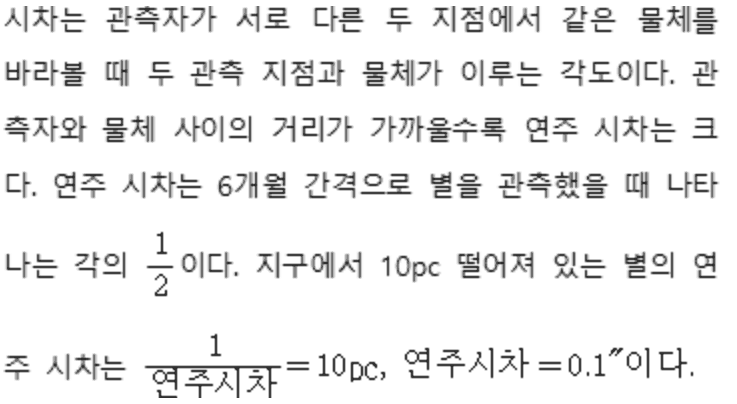 시차는 관측자가 서로 다른 두 지점에서 같은 물체를
바라볼 때 두 관측 지점과 물체가 이루는 각도이다. 관
측자와 물체 사이의 거리가 가까울수록 연주 시차는 크
다. 연주 시차는 6개월 간격으로 별을 관측했을 때 나타
나는 각의 1/2이다. 지구에서 10pc 떨어져 있는 별의 연
주 시차는 1/연주시차=10pc, 연주시차=0.1″이다.